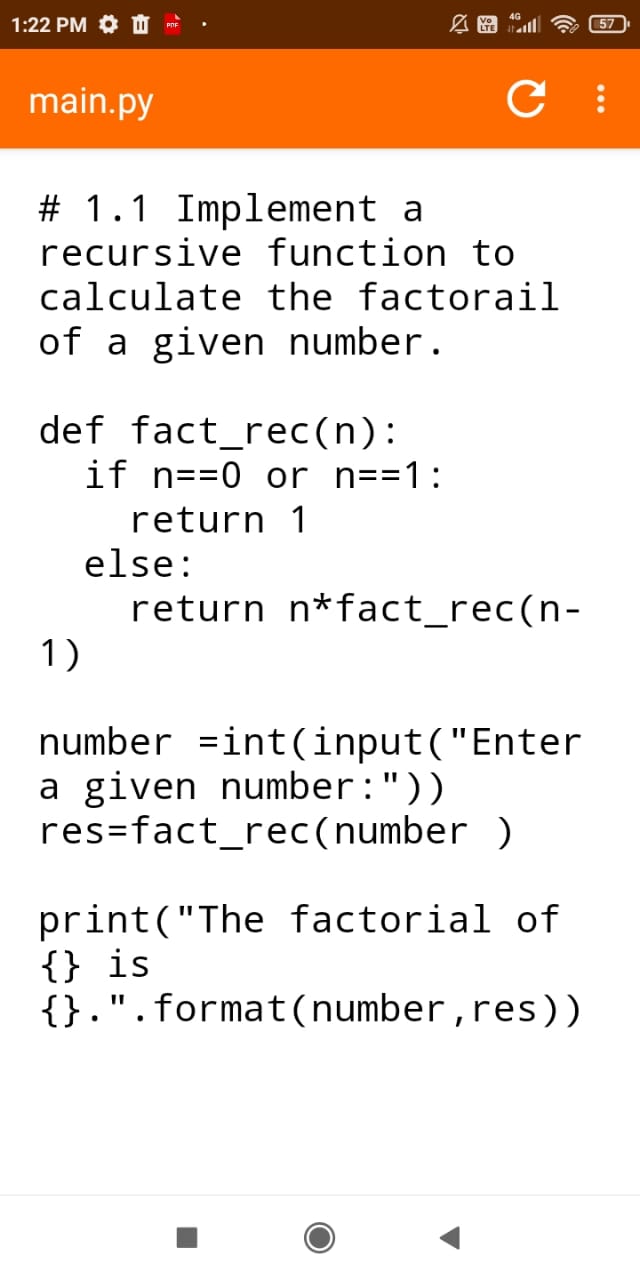 1:22 PM
PDF
Vo
LTE
4G
57
main.py
# 1.1 Implement a
recursive function to
calculate the factorail
of a given number.
def fact_rec(n):
  if n==0 or n==1:
    return 1
  else:
    return n*fact_rec(n-
1)
number =int(input("Enter
a given number:"))
res=fact_rec(number )
print("The factorial of
{} is
{}.".format(number,res))